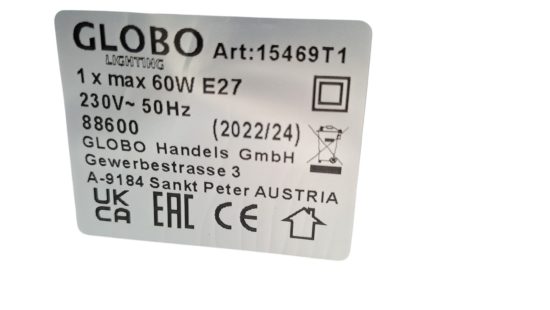 GLOBO Art:15469T1
LIGHTING
1 x max 60W E27
230V~ 50Hz
88600 (2022/24)
GLOBO Handels GmbH
Gewerbestrasse 3
A-9184 Sankt Peter AUSTRIA
UK CA EAC CE